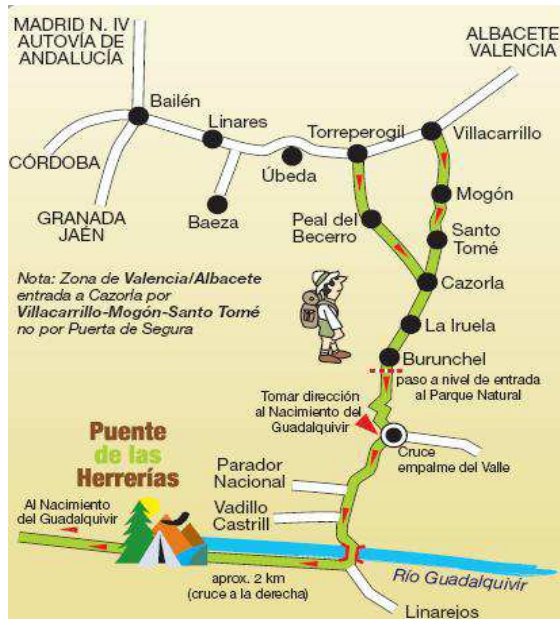 MADRID N. IV
AUTOVÍA DE
ANDALUCÍA
ALBACETE
VALENCIA
Bailén
Linares
Torreperogil
Villacarrillo
CÓRDOBA
Úbeda
Mogón
GRANADA
JAÉN
Baeza
Peal del
Becerro
Santo
Tomé
Cazorla
Nota: Zona de Valencia/Albacete
entrada a Cazorla por
Villacarrillo-Mogón-Santo Tomé
no por Puerta de Segura
La Iruela
Burunchel
paso a nivel de entrada
al Parque Natural
Tomar dirección
al Nacimiento del
Guadalquivir
Cruce
empalme del Valle
Puente
de las
Herrerías
Parador
Nacional
Al Nacimiento
del Guadalquivir
Vadillo
Castrill
aprox. 2 km
(cruce a la derecha)
Río Guadalquivir
Linarejos